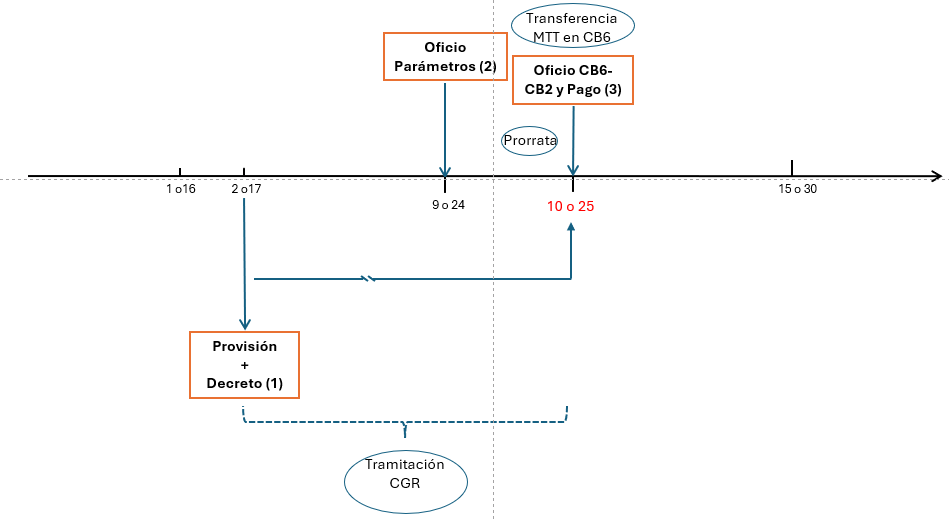 Transferencia
MTT en CB6
Oficio
Parámetros (2)
Oficio CB6-
CB2 y Pago (3)
Prorrata
1 o16
2 o17
9 o 24
10 o 25
15 o 30
Provisión
+
Decreto (1)
Tramitación
CGR